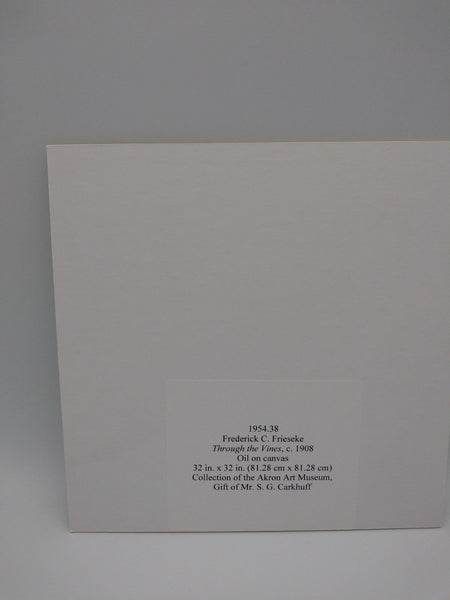 1954.38
Frederick C. Frieseke
Through the Vines, c. 1908
Oil on canvas
32 in. x 32 in. (81.28 cm x 81.28 cm)
Collection of the Akron Art Museum,
Gift of Mr. S. G. Carkhuff